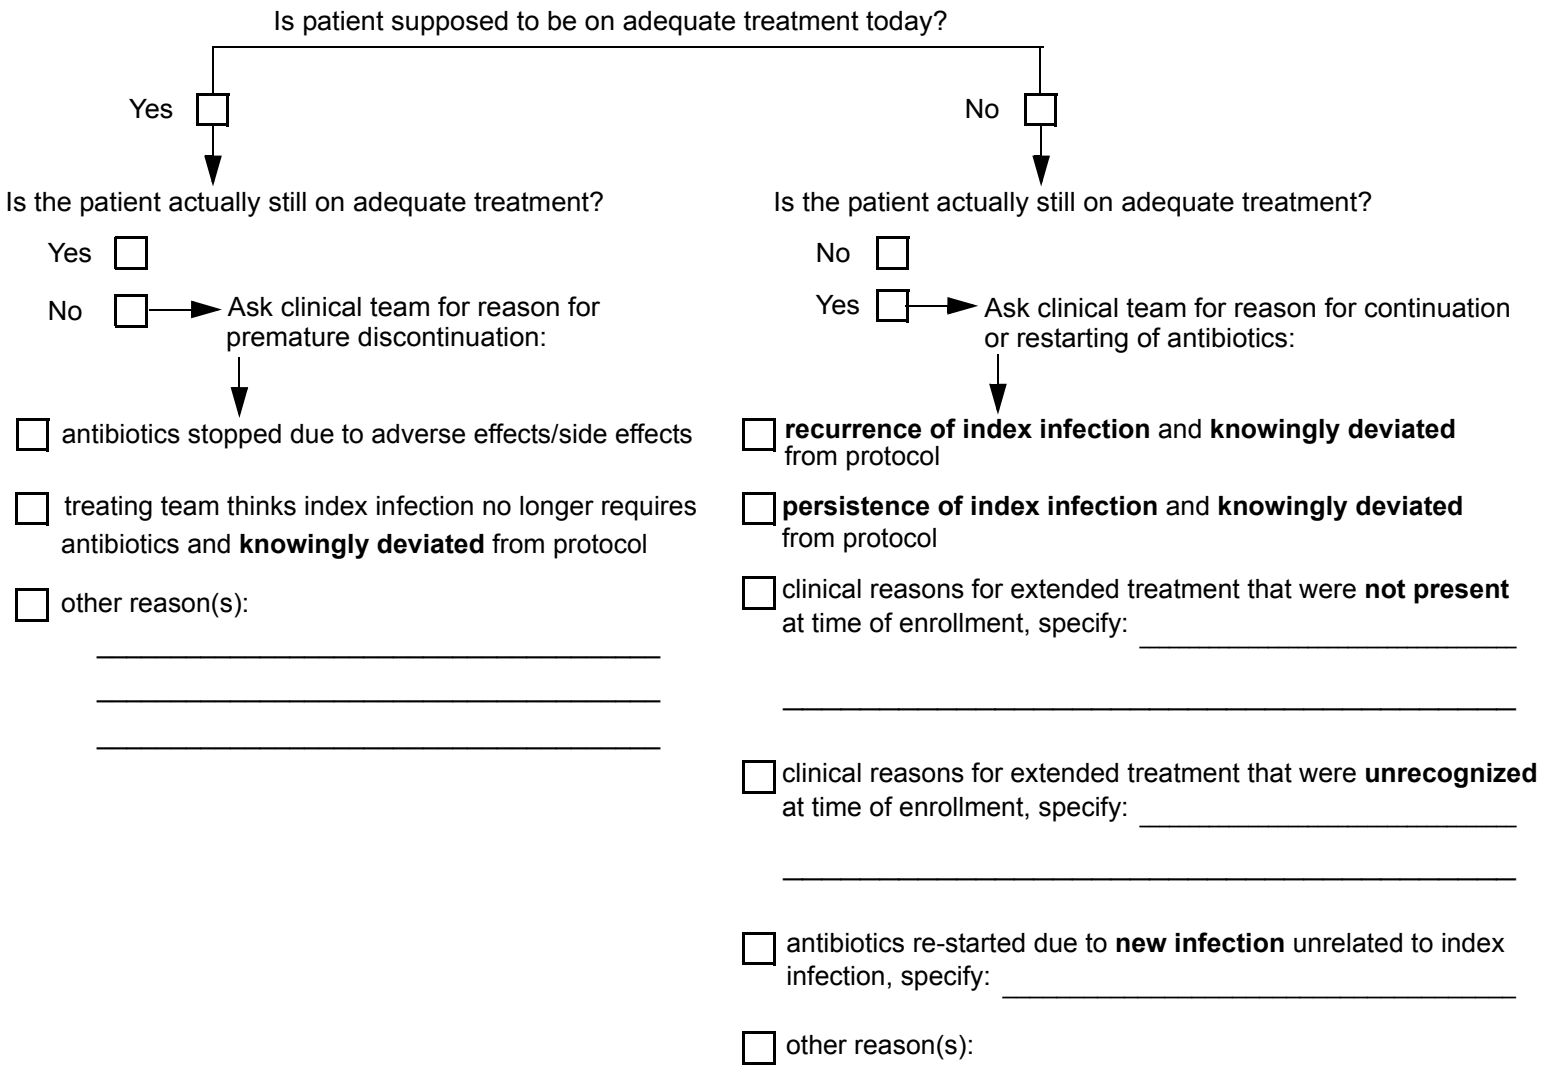 Is patient supposed to be on adequate treatment today?
Yes
No
Is the patient actually still on adequate treatment?
Yes
No
Ask clinical team for reason for
premature discontinuation:
antibiotics stopped due to adverse effects/side effects
treating team thinks index infection no longer requires
antibiotics and knowingly deviated from protocol
other reason(s):
Is the patient actually still on adequate treatment?
No
Yes
Ask clinical team for reason for continuation
or restarting of antibiotics:
recurrence of index infection and knowingly deviated
from protocol
persistence of index infection and knowingly deviated
from protocol
clinical reasons for extended treatment that were not present
at time of enrollment, specify:
clinical reasons for extended treatment that were unrecognized
at time of enrollment, specify:
antibiotics re-started due to new infection unrelated to index
infection, specify:
other reason(s):